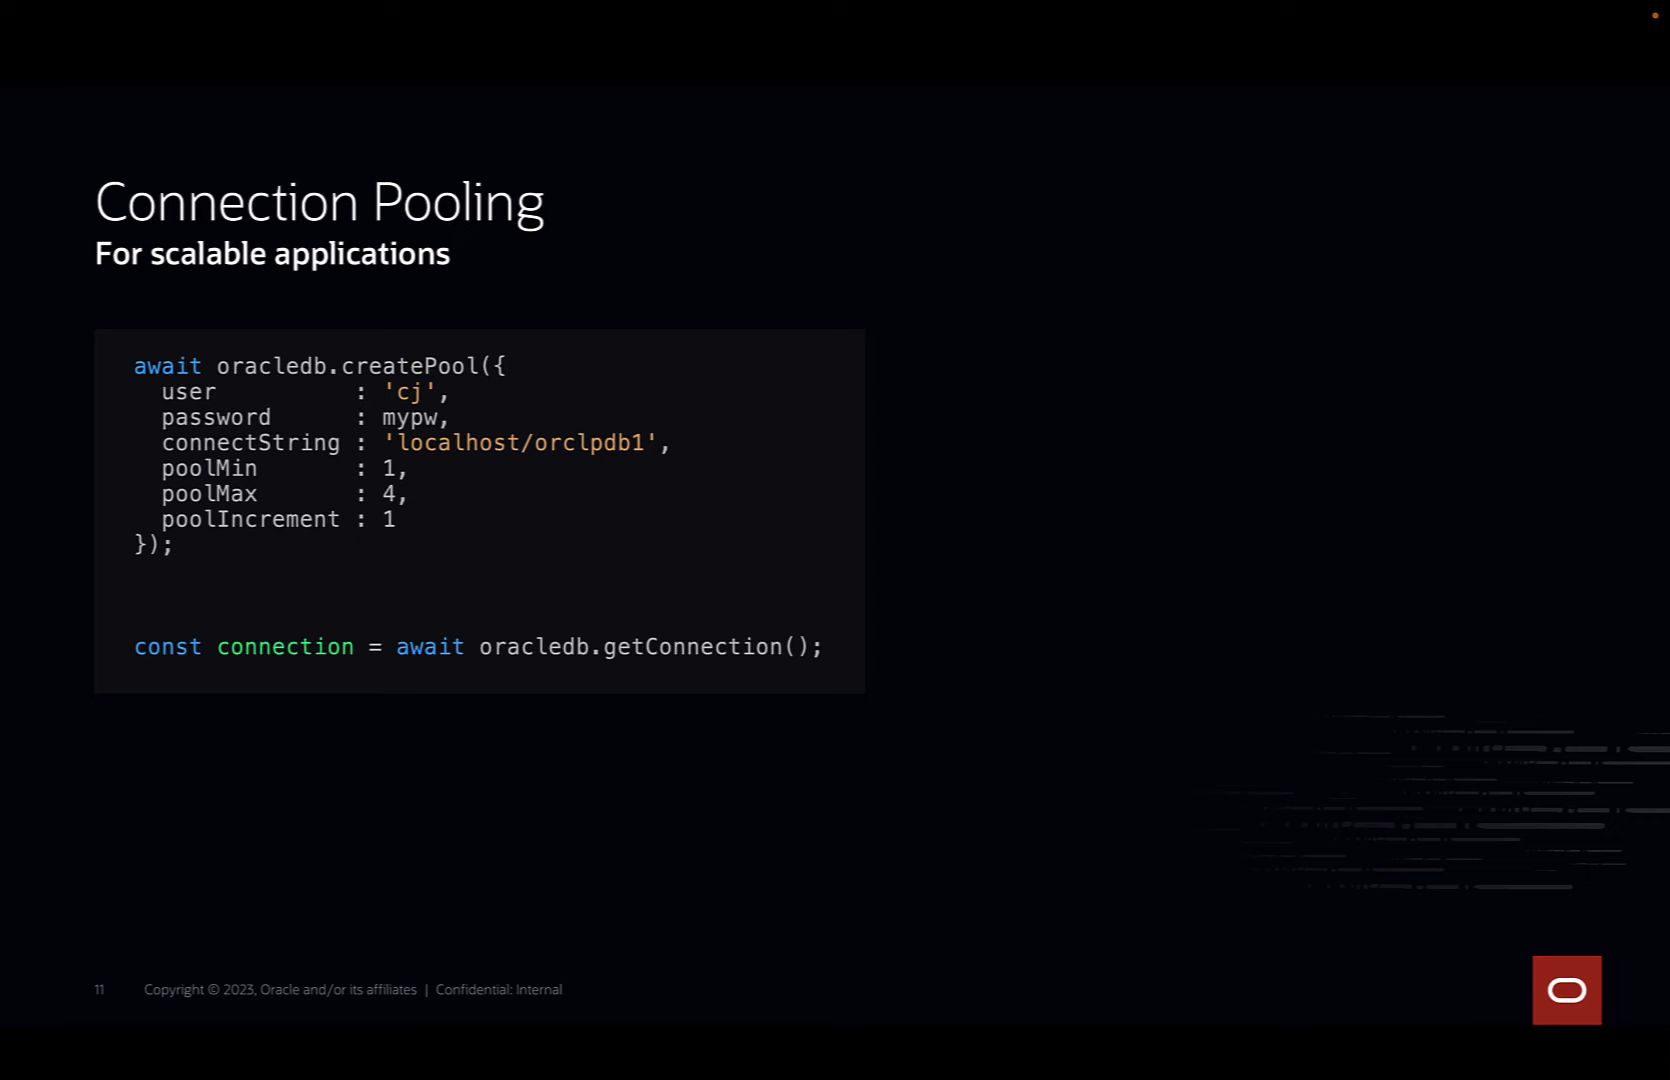 Connection Pooling
For scalable applications
await oracledb.createPool({
  user          : 'cj',
  password      : mypw,
  connectString : 'localhost/orclpdb1',
  poolMin       : 1,
  poolMax       : 4,
  poolIncrement : 1
});
const connection = await oracledb.getConnection();
11 Copyright © 2023, Oracle and/or its affiliates | Confidential: Internal